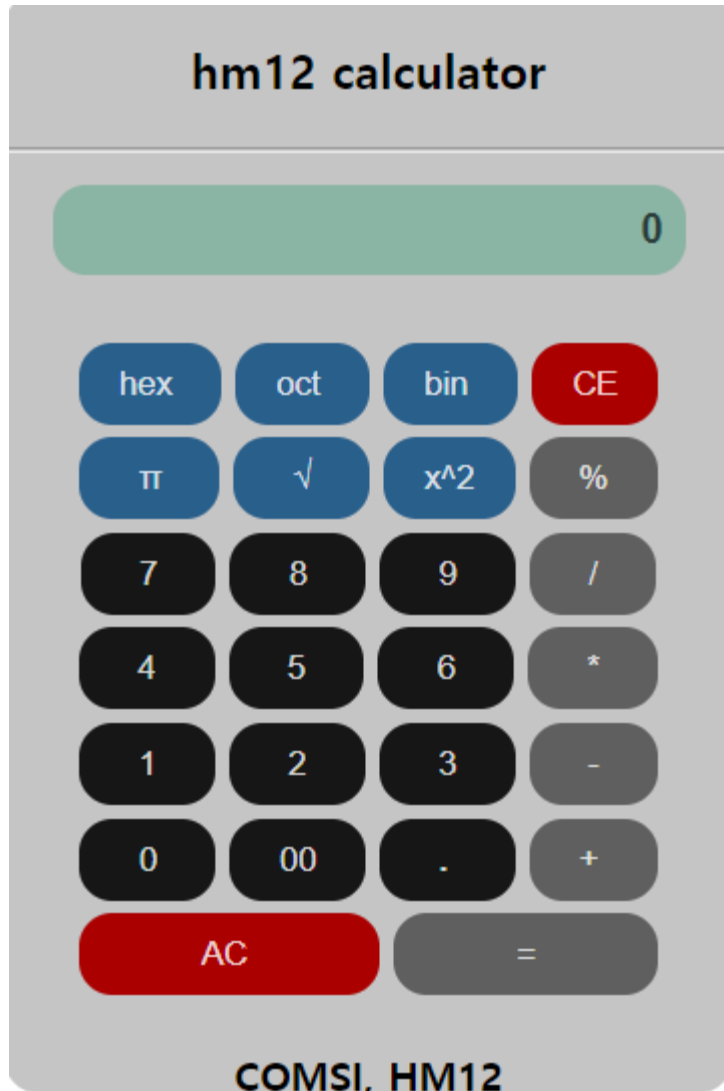 hm12 calculator
0
hex oct bin CE
π √ x^2 %
7 8 9 /
4 5 6 *
1 2 3 -
0 00 . +
AC =
COMSI, HM12